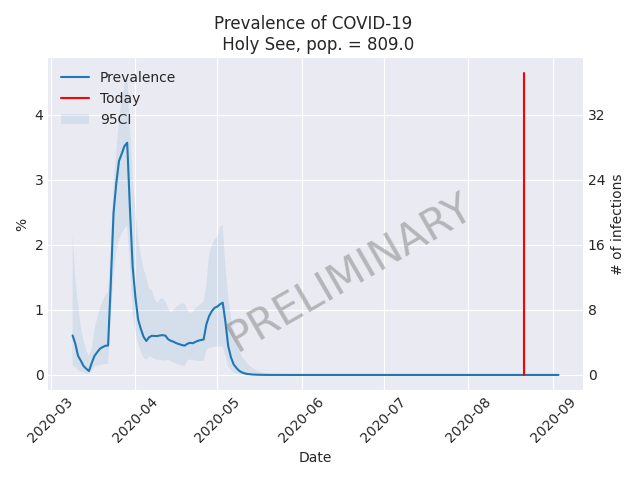 Prevalence of COVID-19
Holy See, pop. = 809.0
Prevalence
Today
95CI
4
3
2
1
0
%
32
24
16
8
0
# of infections
PRELIMINARY
2020-03
2020-04
2020-05
2020-06
2020-07
2020-08
2020-09
Date